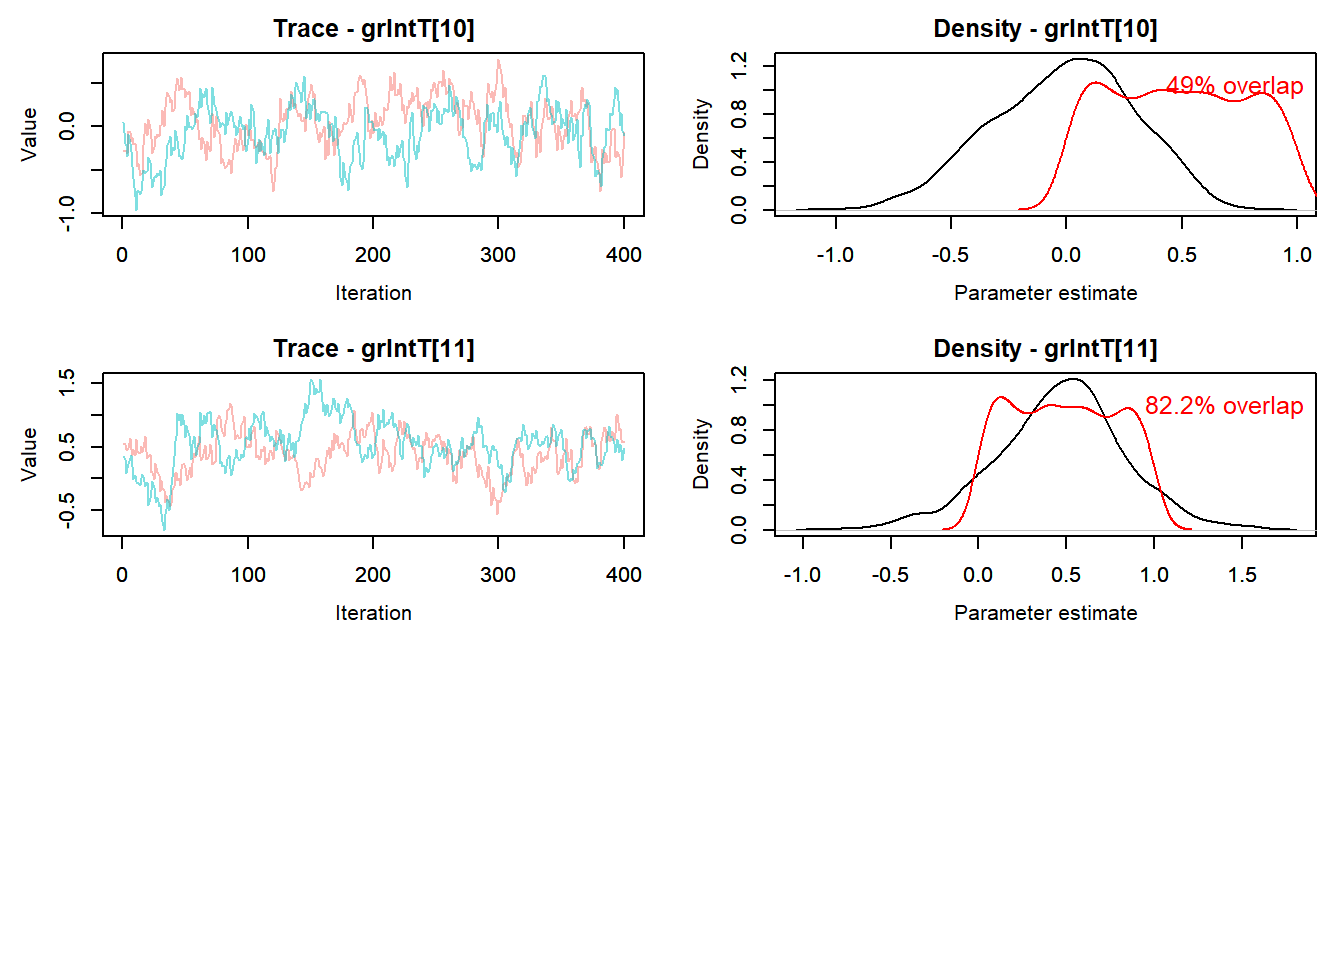 Trace - grIntT[10]
Value
0.0
-1.0
0 100 200 300 400
Iteration
Density - grIntT[10]
Density
1.2
0.8
0.4
0.0
49% overlap
-1.0 -0.5 0.0 0.5 1.0
Parameter estimate
Trace - grIntT[11]
Value
1.5
0.5
-0.5
0 100 200 300 400
Iteration
Density - grIntT[11]
Density
1.2
0.8
0.4
0.0
82.2% overlap
-1.0 -0.5 0.0 0.5 1.0 1.5
Parameter estimate